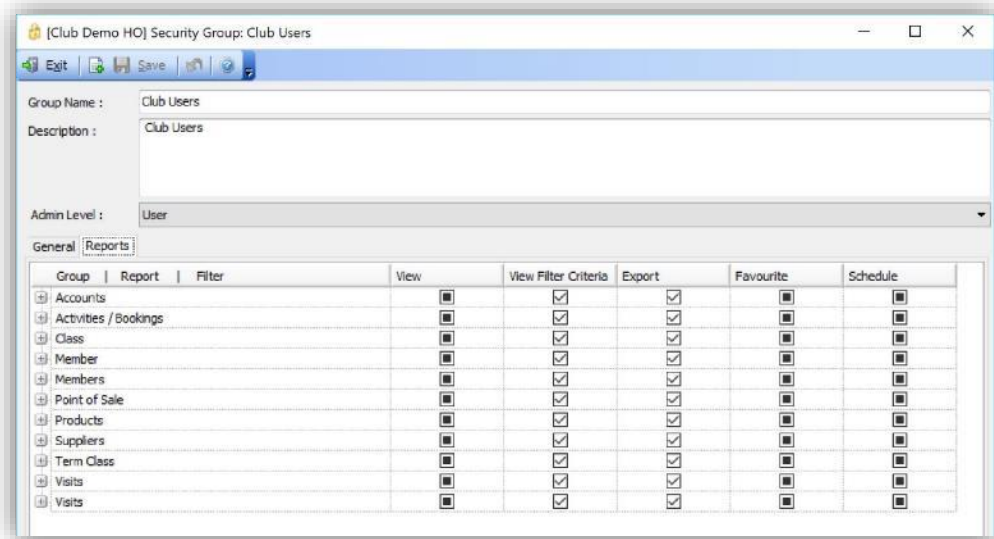 [Club Demo HO] Security Group: Club Users
Exit Save
Group Name : Club Users
Description : Club Users
Admin Level : User
General Reports
Group | Report | Filter View View Filter Criteria Export Favourite Schedule
Accounts
Activities / Bookings
Class
Member
Members
Point of Sale
Products
Suppliers
Term Class
Visits
Visits